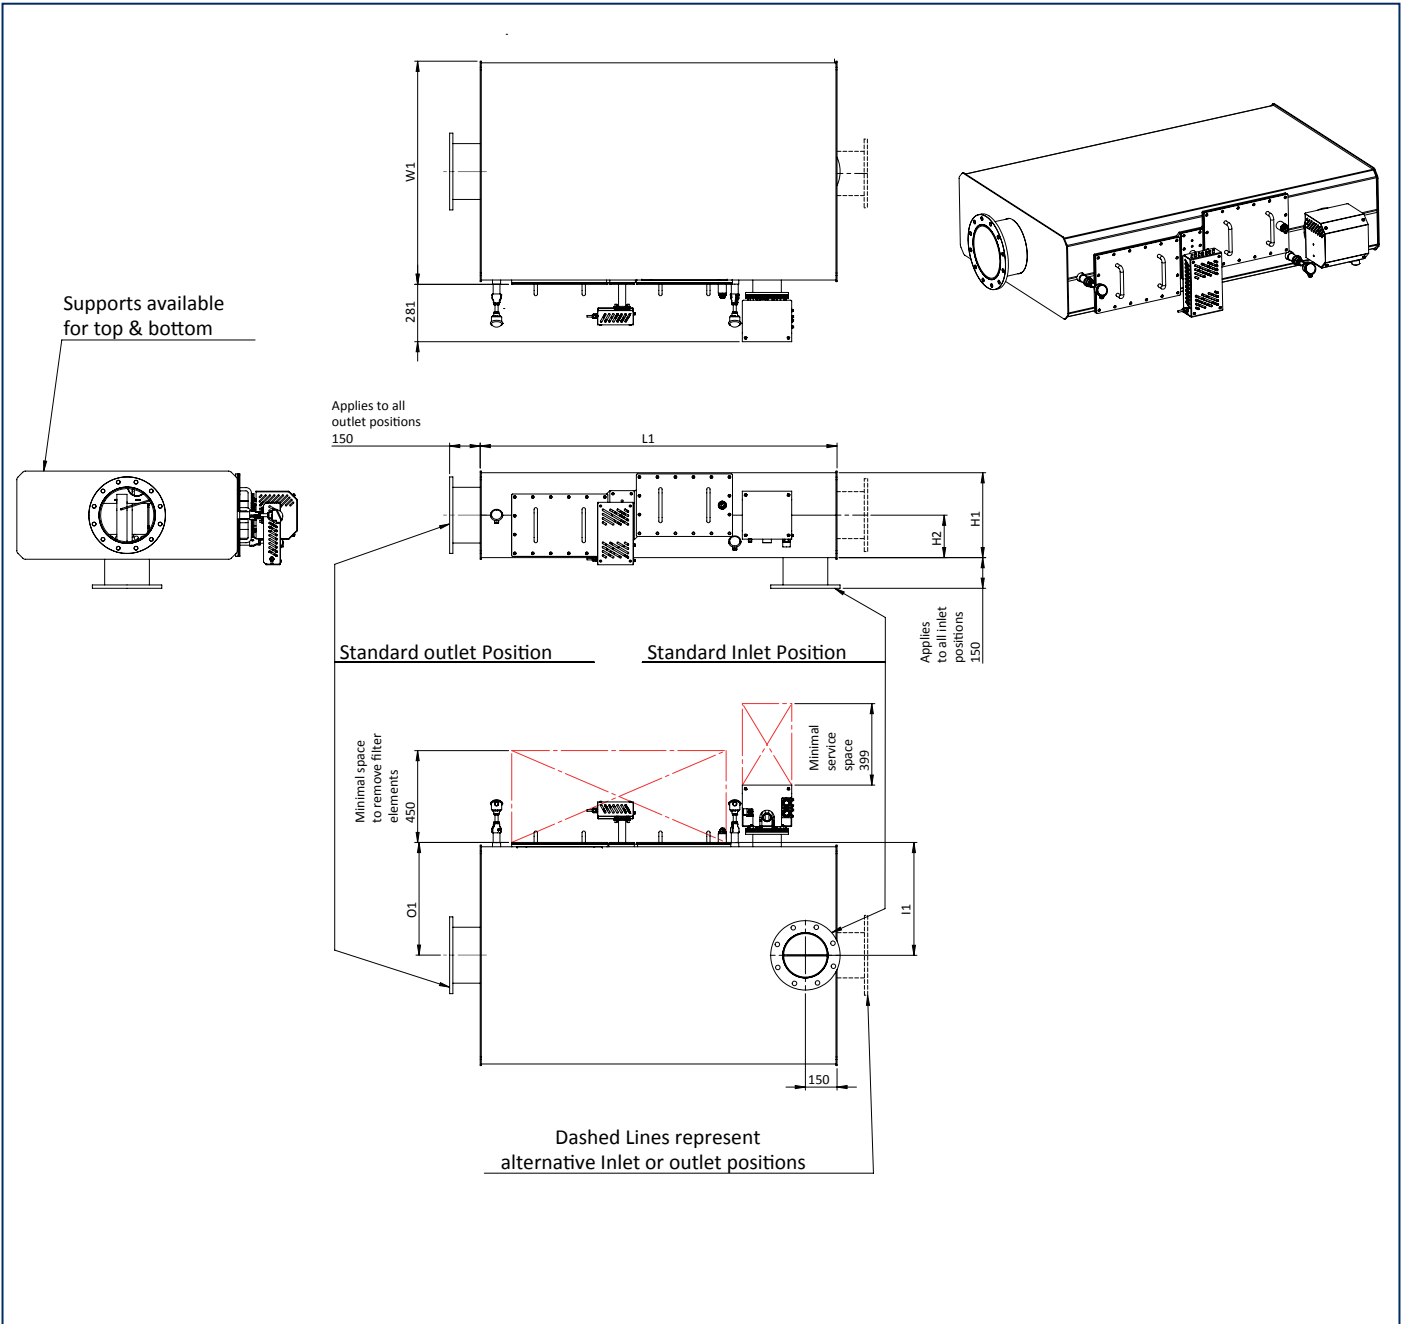 W1
281
Supports available
for top & bottom
Applies to all
outlet positions
150
L1
H1
H2
Applies
to all inlet
positions
150
Standard outlet Position
Standard Inlet Position
Minimal space
to remove filter
elements
450
Minimal
service
space
399
O1
I1
150
Dashed Lines represent
alternative Inlet or outlet positions